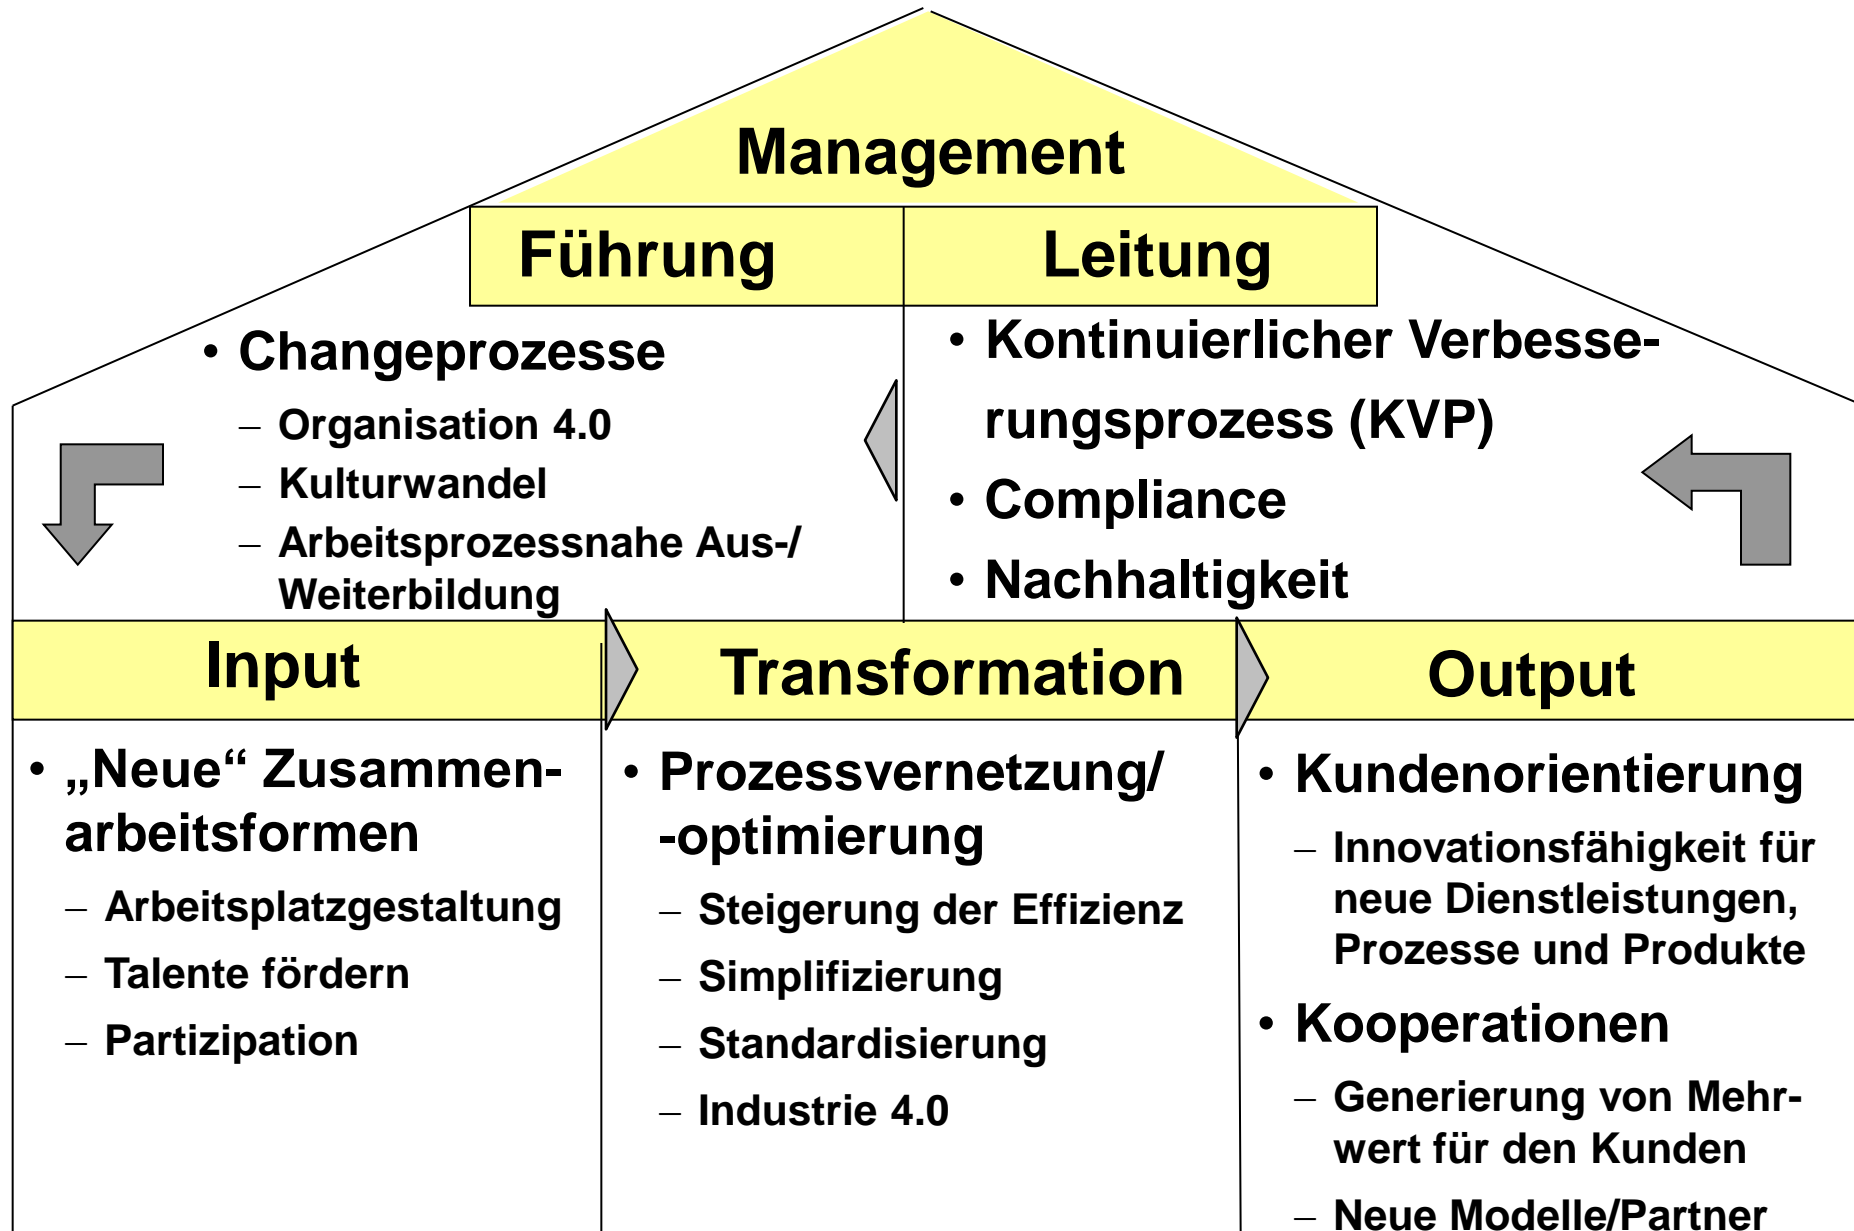 Management
Führung
Leitung
• Changeprozesse
– Organisation 4.0
– Kulturwandel
– Arbeitsprozessnahe Aus-/
Weiterbildung
• Kontinuierlicher Verbesse-
rungsprozess (KVP)
• Compliance
• Nachhaltigkeit
Input
Transformation
Output
• „Neue“ Zusammen-
arbeitsformen
– Arbeitsplatzgestaltung
– Talente fördern
– Partizipation
• Prozessvernetzung/
-optimierung
– Steigerung der Effizienz
– Simplifizierung
– Standardisierung
– Industrie 4.0
• Kundenorientierung
– Innovationsfähigkeit für
neue Dienstleistungen,
Prozesse und Produkte
• Kooperationen
– Generierung von Mehr-
wert für den Kunden
– Neue Modelle/Partner